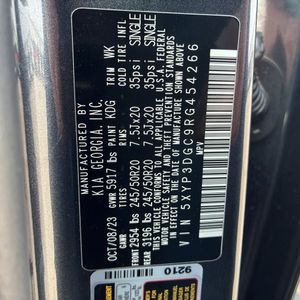 MANUFACTURED BY
KIA GEORGIA, INC.
OCT/08/23 PAINT KDG TRIM WK
GVWR 5917 lbs
GAWR TIRES RIMS COLD TIRE INFL
FRONT 2954 lbs 245/50R20 7.5JX20 35psi SINGLE
REAR 3196 lbs 245/50R20 7.5JX20 35psi SINGLE
THIS VEHICLE CONFORMS TO ALL APPLICABLE U.S.A.
FEDERAL MOTOR VEHICLE SAFETY AND THEFT PREVENTION STANDARDS
IN EFFECT ON THE DATE OF MANUFACTURE SHOWN ABOVE
VIN 5XYP3DGC9RG454266
MPV
9210